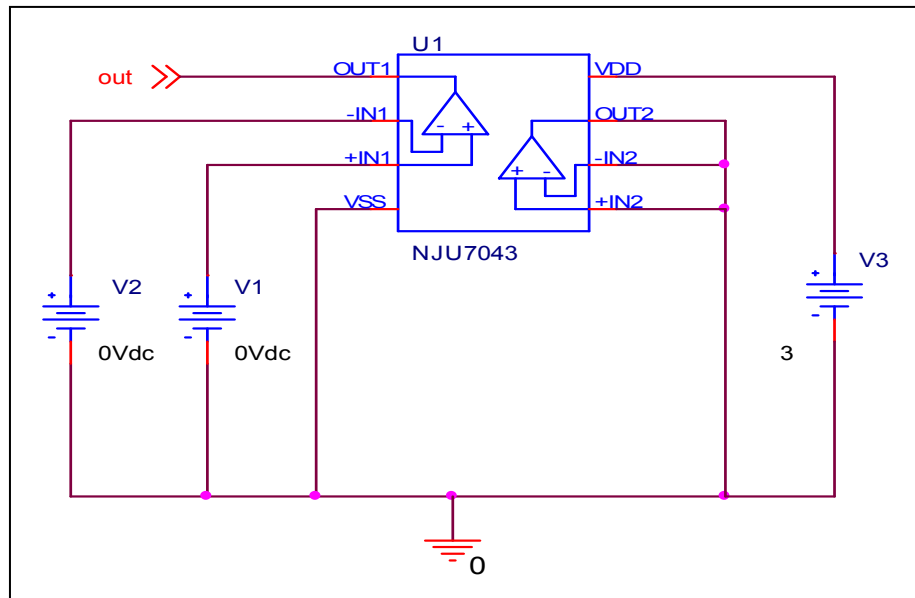 U1
out
OUT1
VDD
-IN1
OUT2
- +
+IN1
-IN2
+ -
VSS
+IN2
NJU7043
V2
V1
V3
+
+
+
-
-
-
0Vdc
0Vdc
3
0